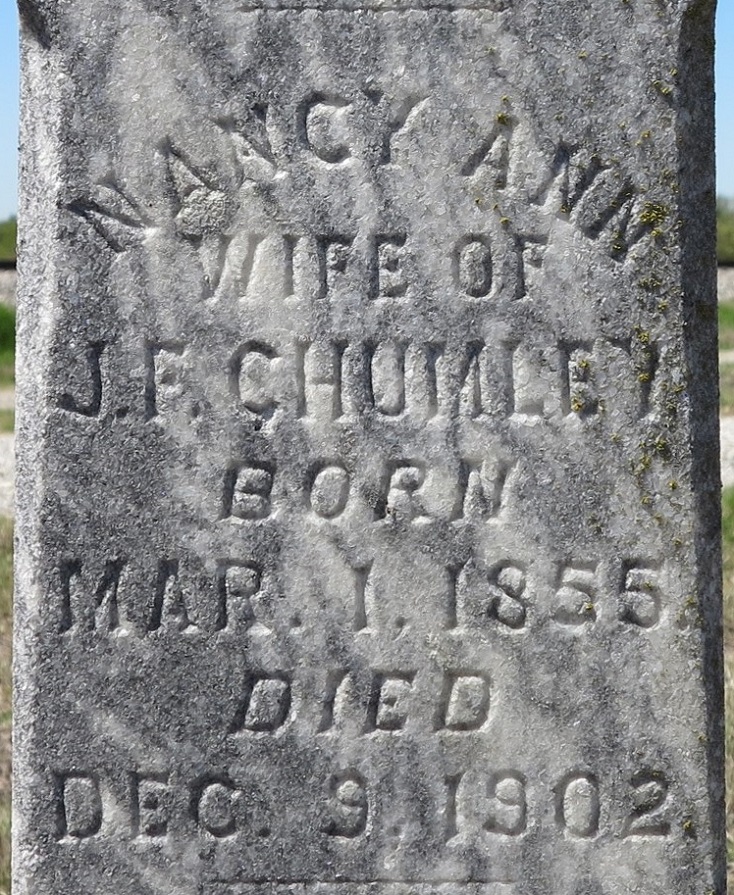 NANCY ANN
WIFE OF
J.F. CHUMLEY
BORN
MAR. 1, 1855.
DIED
DEC. 9, 1902.